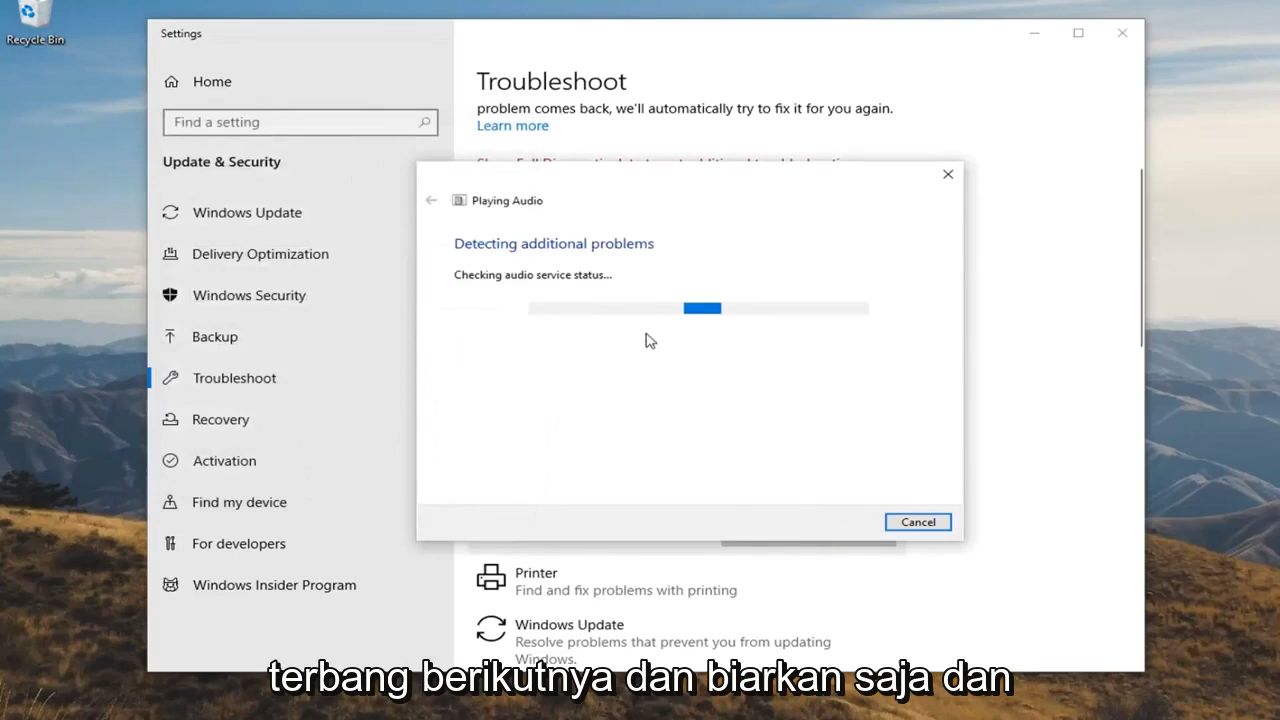 Recycle Bin
Settings
Home
Find a setting
Update & Security
Windows Update
Delivery Optimization
Windows Security
Backup
Troubleshoot
Recovery
Activation
Find my device
For developers
Windows Insider Program
Troubleshoot
problem comes back, we'll automatically try to fix it for you again.
Learn more
Playing Audio
Detecting additional problems
Checking audio service status...
Cancel
Printer
Find and fix problems with printing
Windows Update
Resolve problems that prevent you from updating
Windows.
terbang berikutnya dan biarkan saja dan